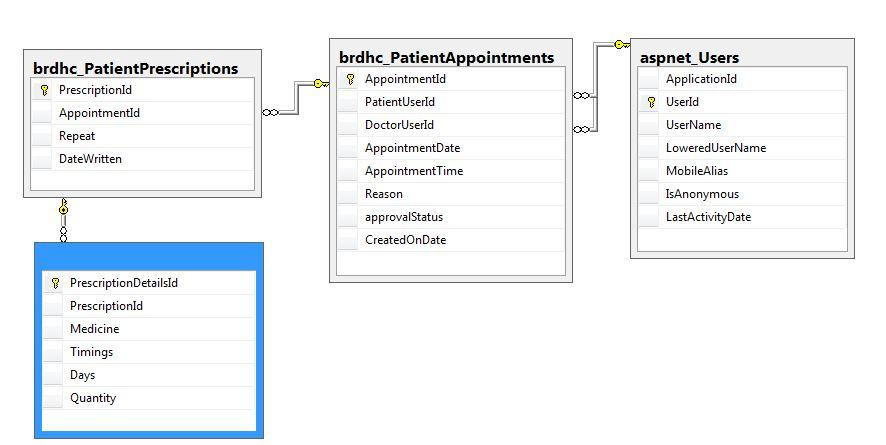 brdhc_PatientPrescriptions
PrescriptionId
AppointmentId
Repeat
DateWritten
brdhc_PatientAppointments
AppointmentId
PatientUserId
DoctorUserId
AppointmentDate
AppointmentTime
Reason
approvalStatus
CreatedOnDate
aspnet_Users
ApplicationId
UserId
UserName
LoweredUserName
MobileAlias
IsAnonymous
LastActivityDate
PrescriptionDetailsId
PrescriptionId
Medicine
Timings
Days
Quantity